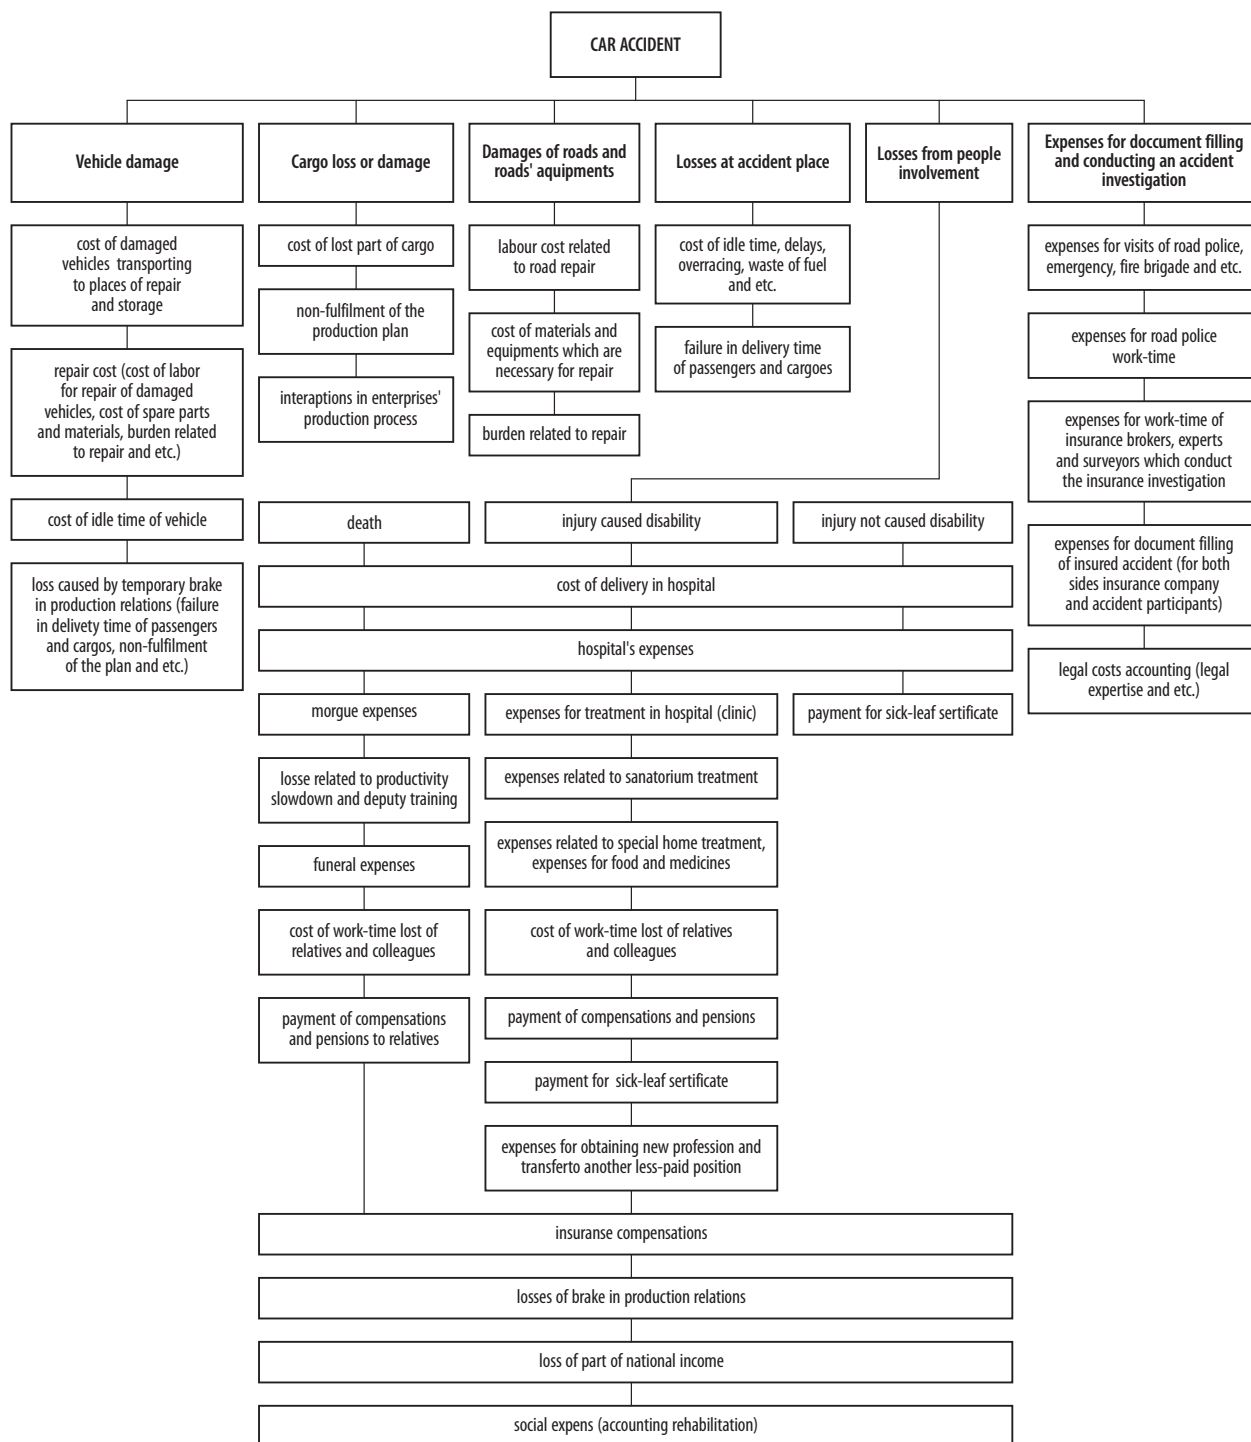 CAR ACCIDENT
Vehicle damage
cost of damaged
vehicles transporting
to places of repair
and storage
repair cost (cost of labor
for repair of damaged
vehicles, cost of spare parts
and materials, burden related
to repair and etc.)
cost of idle time of vehicle
loss caused by temporary brake
in production relations (failure
in delivety time of passengers
and cargos, non-fulfilment
of the plan and etc.)
Cargo loss or damage
cost of lost part of cargo
non-fulfilment of the
production plan
interaptions in enterprises'
production process
Damages of roads and
roads' aquipments
labour cost related
to road repair
cost of materials and
equipments which are
necessary for repair
burden related to repair
Losses at accident place
cost of idle time, delays,
overracing, waste of fuel
and etc.
failure in delivery time
of passengers and cargoes
Losses from people
involvement
death
injury caused disability
injury not caused disability
cost of delivery in hospital
hospital's expenses
morgue expenses
losse related to productivity
slowdown and deputy training
funeral expenses
cost of work-time lost of
relatives and colleagues
payment of compensations
and pensions to relatives
expenses for treatment in hospital (clinic)
expenses related to sanatorium treatment
expenses related to special home treatment,
expenses for food and medicines
cost of work-time lost of relatives
and colleagues
payment of compensations and pensions
payment for sick-leaf sertificate
expenses for obtaining new profession and
transferto another less-paid position
payment for sick-leaf sertificate
insuranse compensations
losses of brake in production relations
loss of part of national income
social expens (accounting rehabilitation)
Expenses for doccument filling
and conducting an accident
investigation
expenses for visits of road police,
emergency, fire brigade and etc.
expenses for road police
work-time
expenses for work-time of
insurance brokers, experts
and surveyors which conduct
the insurance investigation
expenses for document filling
of insured accident (for both
sides insurance company
and accident participants)
legal costs accounting (legal
expertise and etc.)